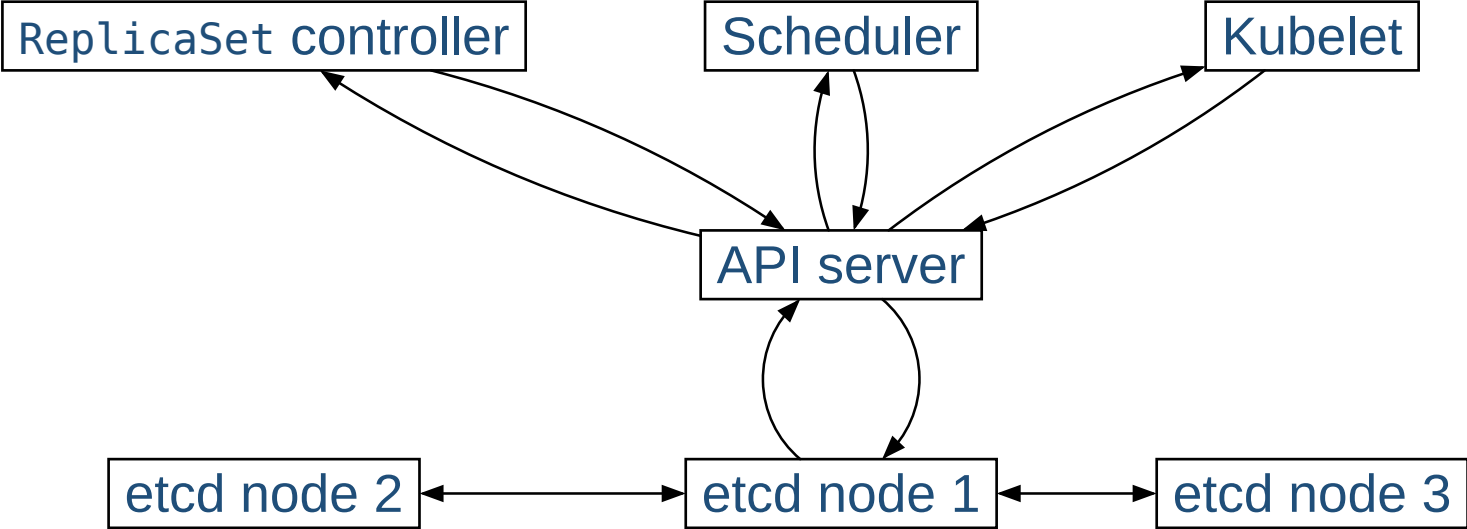 ReplicaSet controller
Scheduler
Kubelet
API server
etcd node 2
etcd node 1
etcd node 3